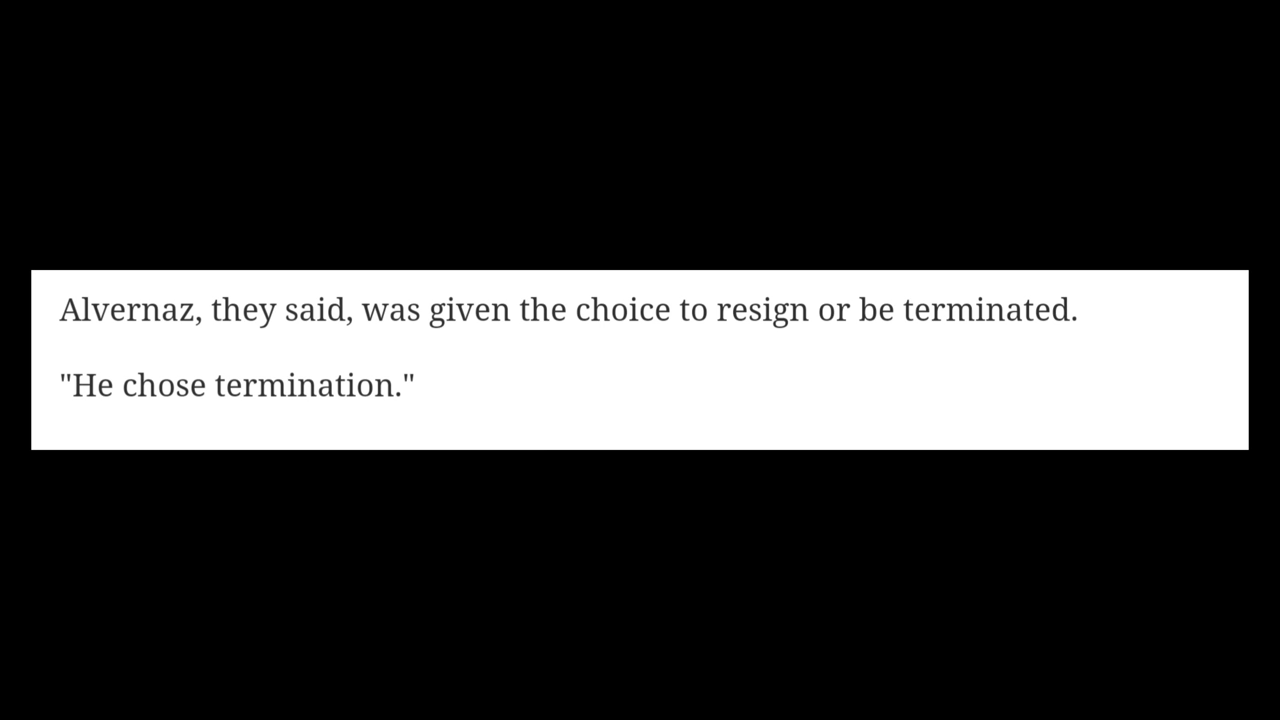 Alvernaz, they said, was given the choice to resign or be terminated.
"He chose termination."